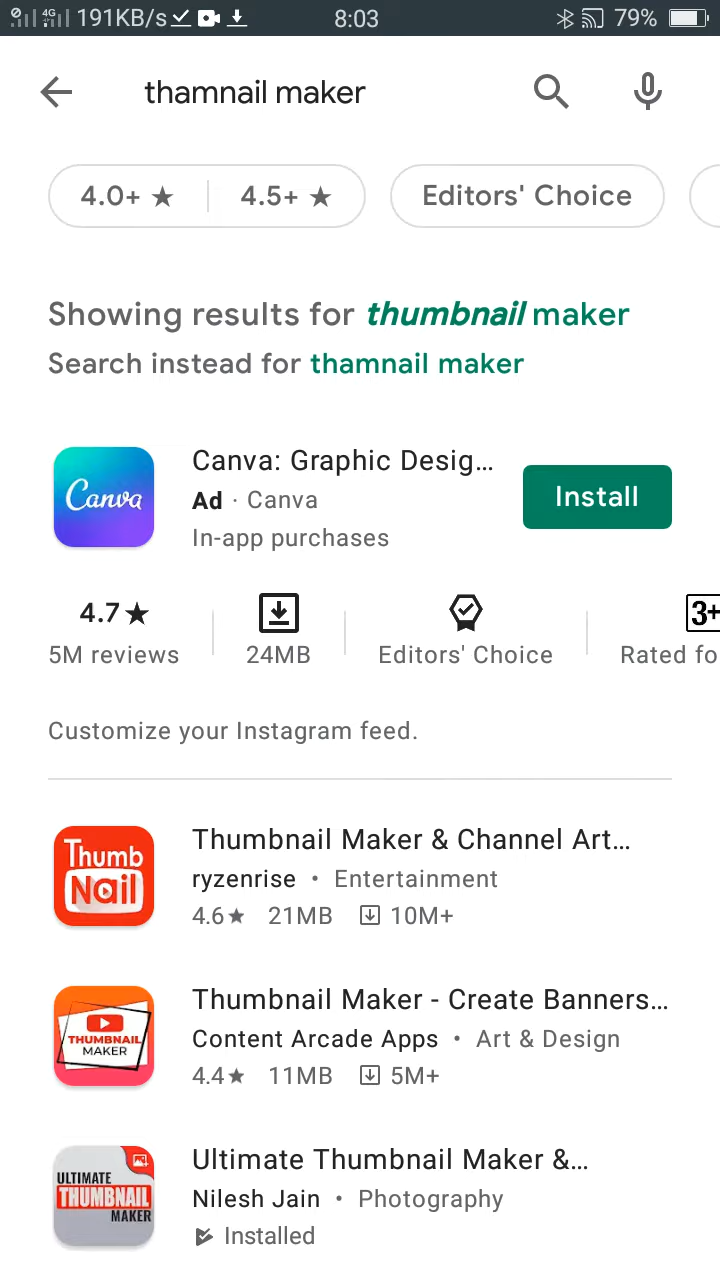 4G 191KB/s 8:03 79%
thamnail maker
4.0+ ★ 4.5+ ★ Editors' Choice
Showing results for thumbnail maker
Search instead for thamnail maker
Canva
Canva: Graphic Desig...
Ad · Canva
In-app purchases
Install
4.7★ 3+
5M reviews 24MB Editors' Choice Rated fo
Customize your Instagram feed.
Thumb
Nail
Thumbnail Maker & Channel Art...
ryzenrise • Entertainment
4.6★ 21MB 10M+
THUMBNAIL
MAKER
Thumbnail Maker - Create Banners...
Content Arcade Apps • Art & Design
4.4★ 11MB 5M+
ULTIMATE
THUMBNAIL
MAKER
Ultimate Thumbnail Maker &...
Nilesh Jain • Photography
Installed